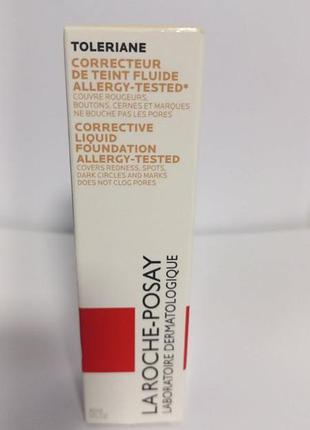 TOLERIANE
CORRECTEUR
DE TEINT FLUIDE
ALLERGY-TESTED*
COUVRE ROUGEURS,
BOUTONS, CERNES ET MARQUES
NE BOUCHE PAS LES PORES
CORRECTIVE
LIQUID
FOUNDATION
ALLERGY-TESTED
COVERS REDNESS, SPOTS,
DARK CIRCLES AND MARKS
DOES NOT CLOG PORES
LA ROCHE-POSAY
LABORATOIRE DERMATOLOGIQUE